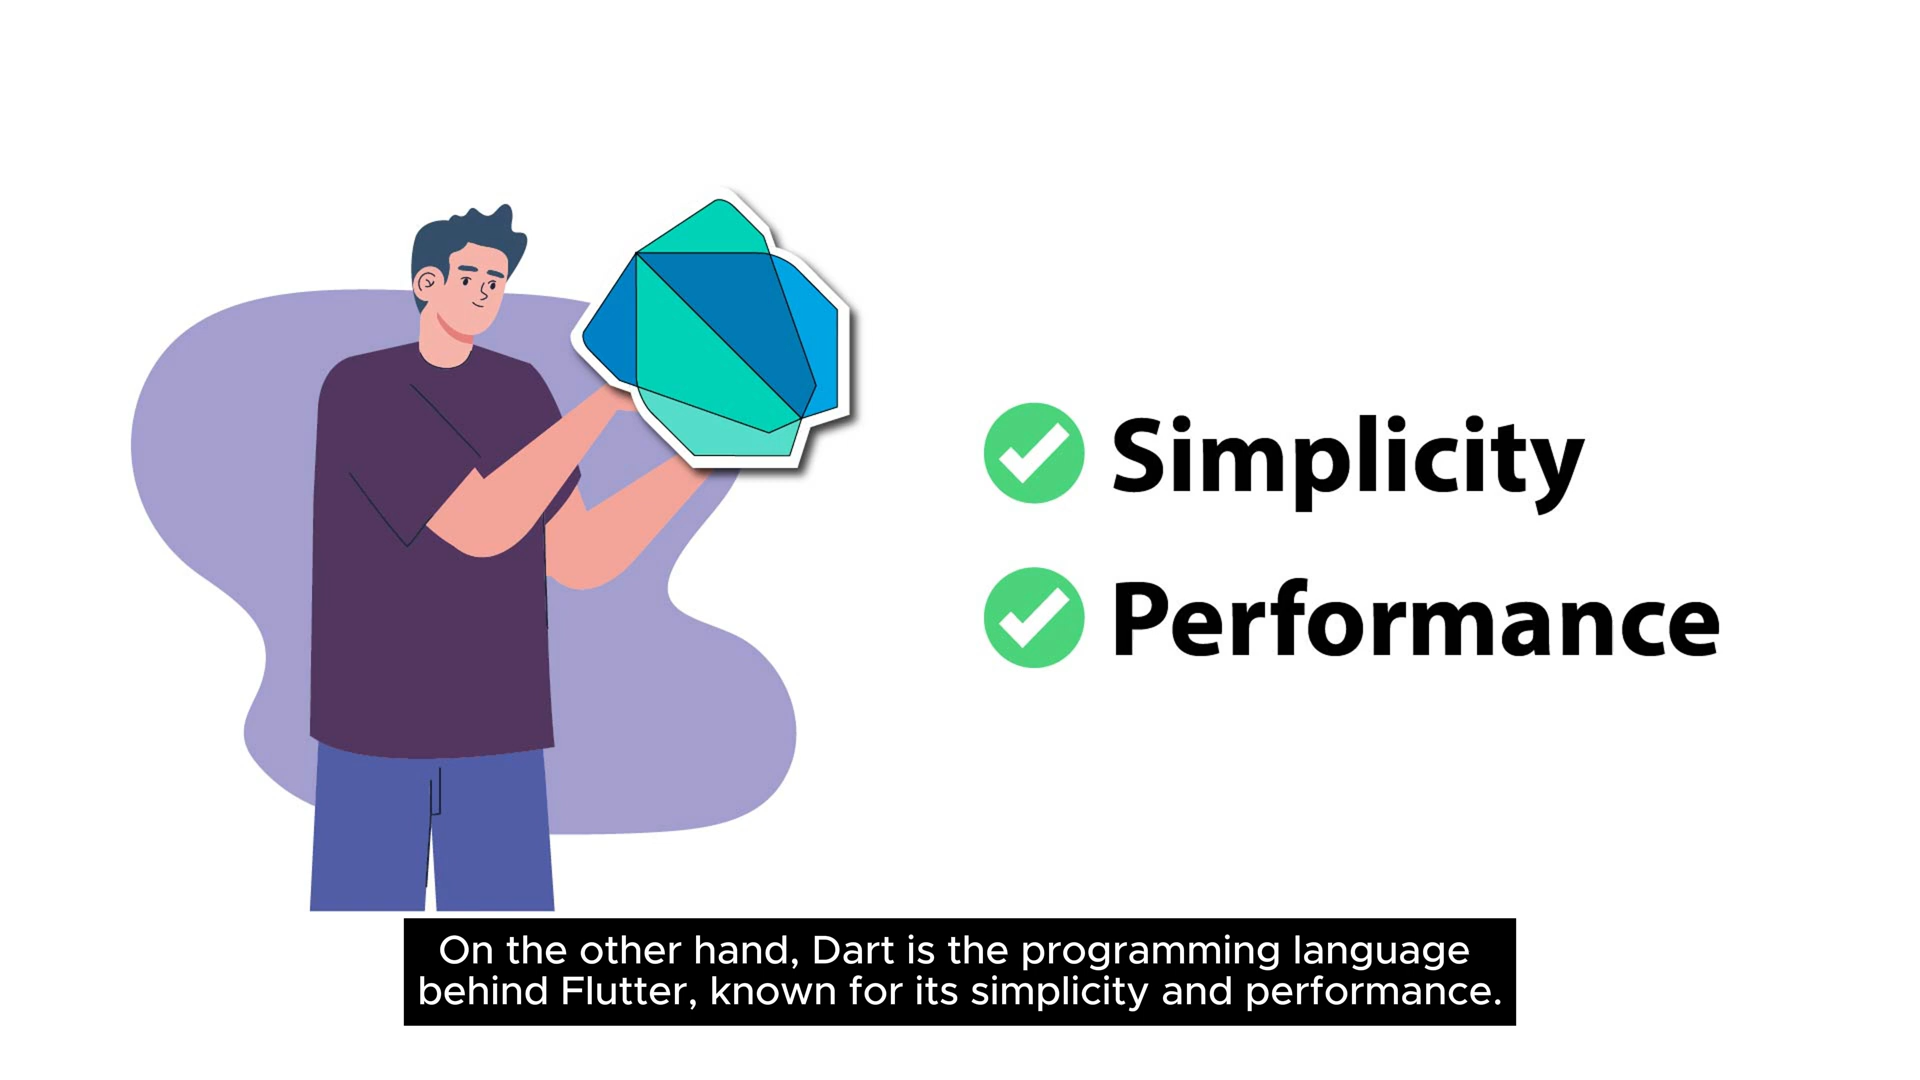 Simplicity
Performance
On the other hand, Dart is the programming language
behind Flutter, known for its simplicity and performance.